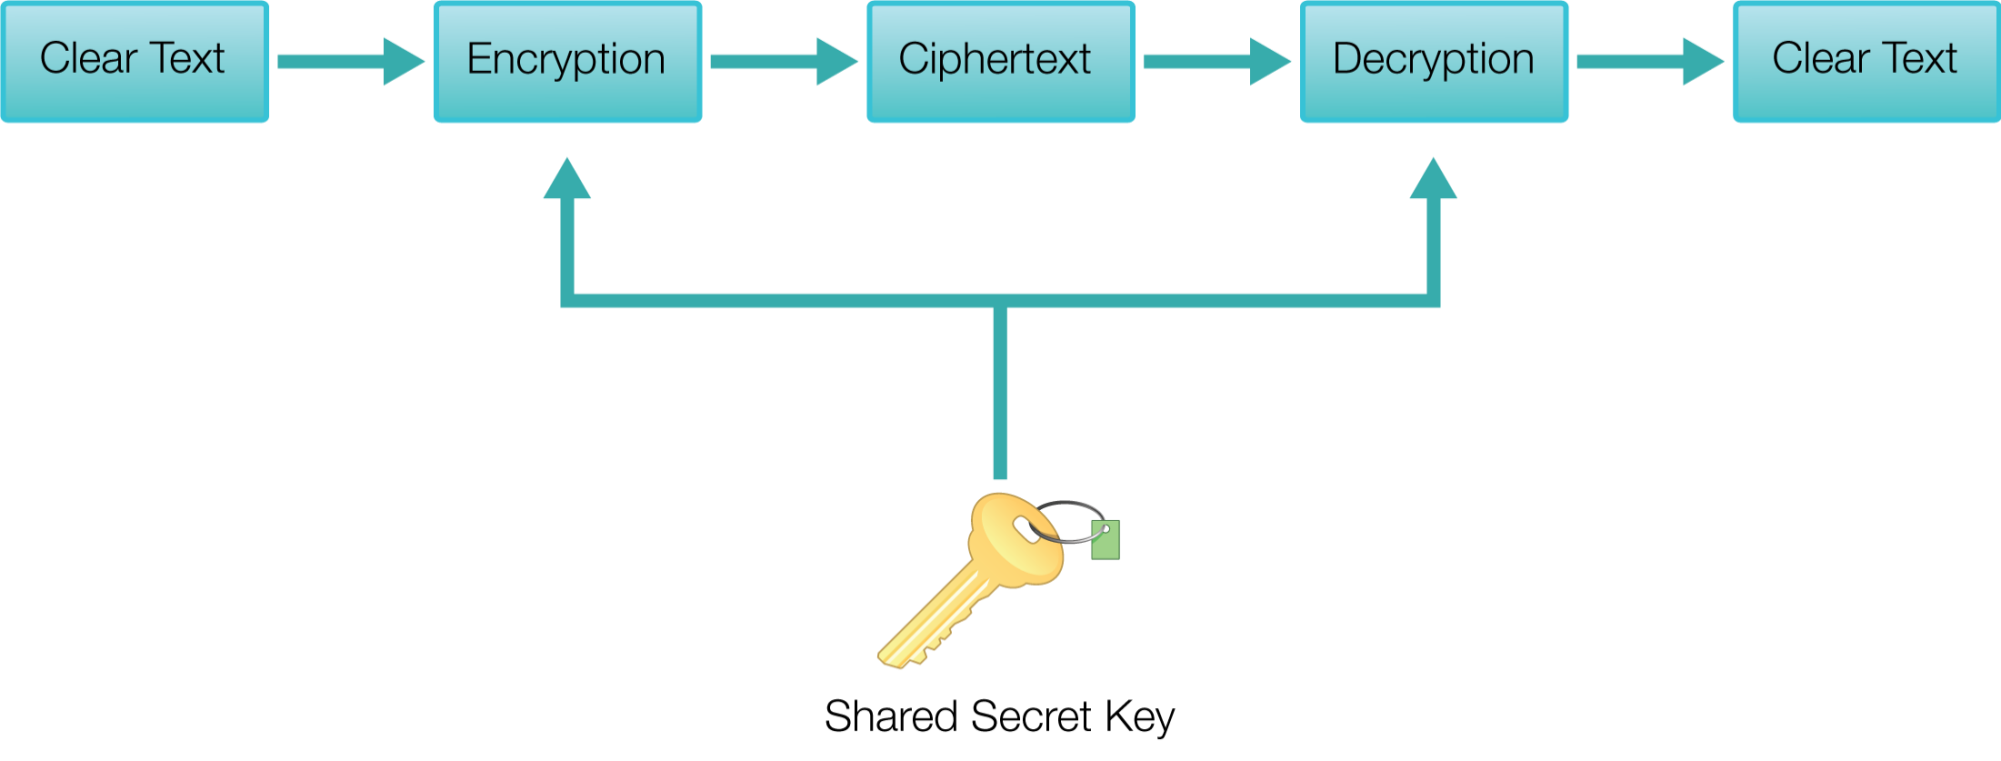 Clear Text
Encryption
Ciphertext
Decryption
Clear Text
Shared Secret Key